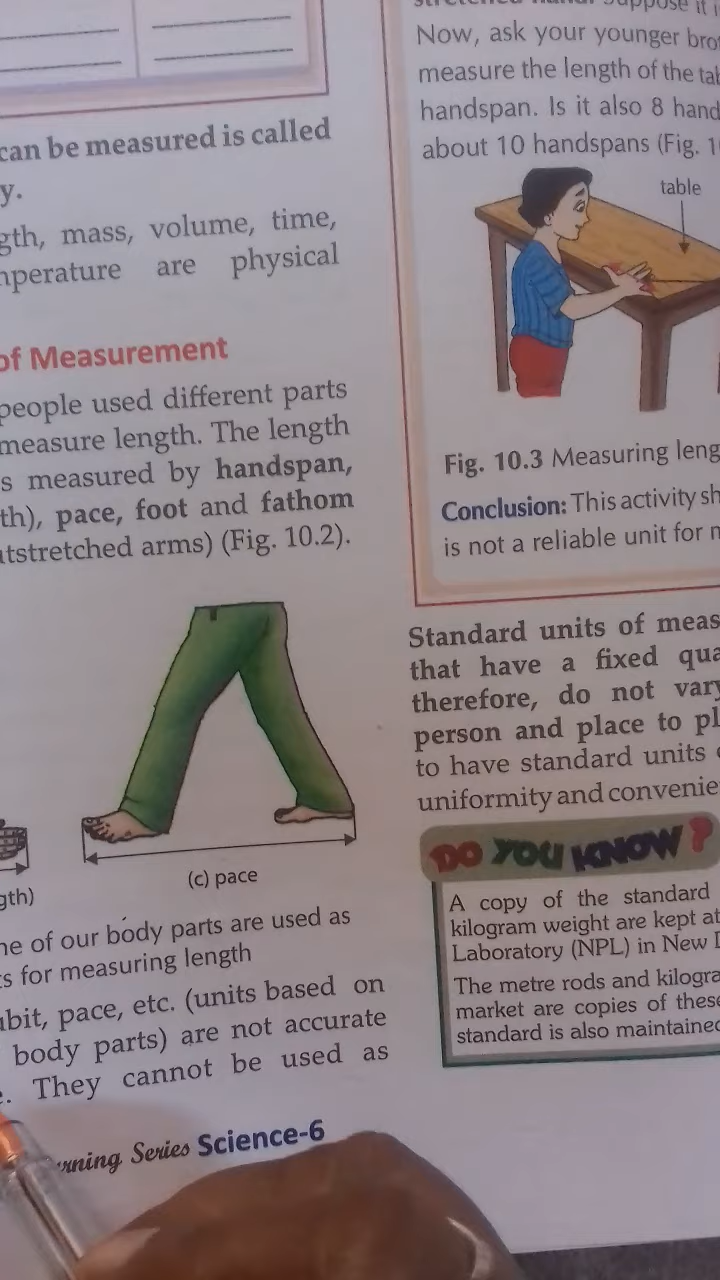 can be measured is called
y.
gth, mass, volume, time,
nperature are physical
of Measurement
people used different parts
measure length. The length
s measured by handspan,
th), pace, foot and fathom
utstretched arms) (Fig. 10.2).
gth)
(c) pace
ne of our body parts are used as
ts for measuring length
ubit, pace, etc. (units based on
body parts) are not accurate
e. They cannot be used as
rning Series Science-6
Now, ask your younger bro
measure the length of the tab
handspan. Is it also 8 hand
about 10 handspans (Fig. 1
table
Fig. 10.3 Measuring leng
Conclusion: This activity sh
is not a reliable unit for
Standard units of meas
that have a fixed qua
therefore, do not vary
person and place to pl
to have standard units
uniformity and convenie
DO YOU KNOW?
A copy of the standard
kilogram weight are kept at
Laboratory (NPL) in New D
The metre rods and kilogra
market are copies of these
standard is also maintained